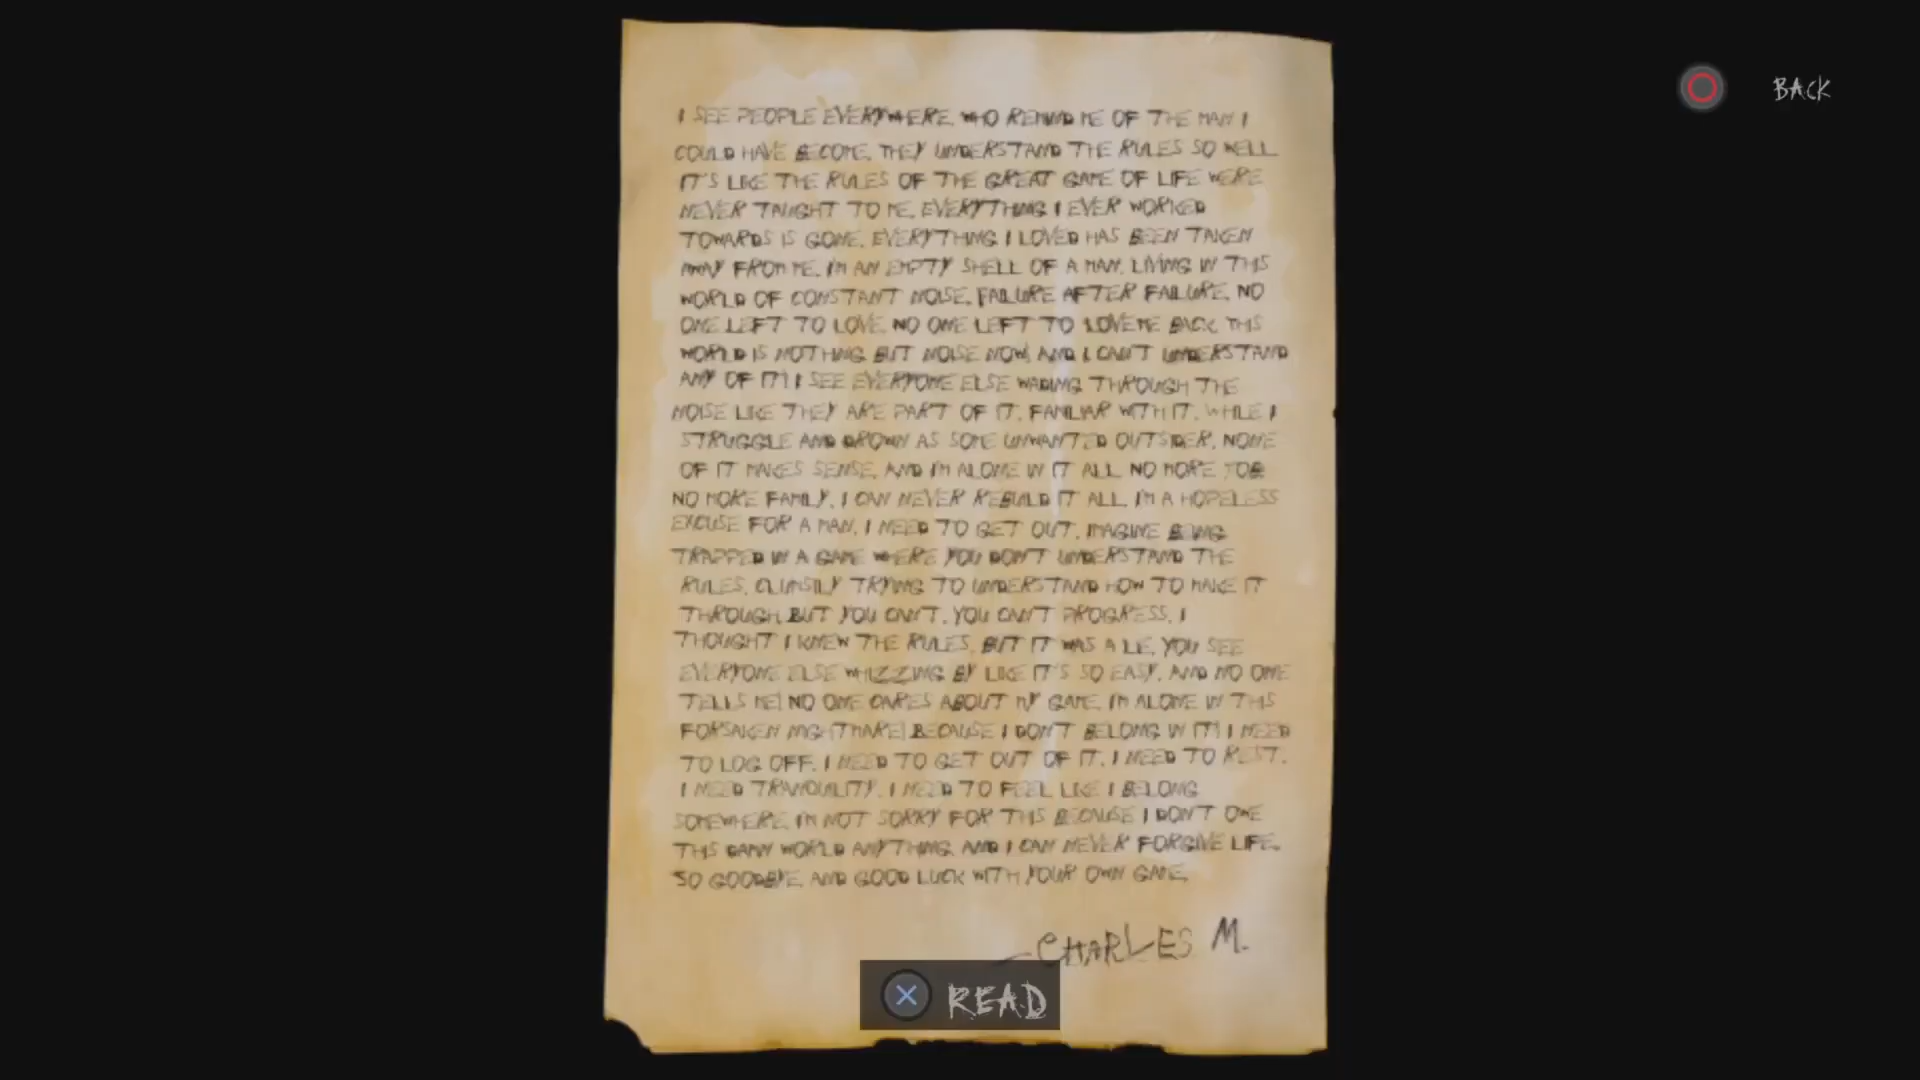 I SEE PEOPLE EVERYWHERE, WHO REMIND ME OF THE MAN I
COULD HAVE BECOME. THEY UNDERSTAND THE RULES SO WELL
IT'S LIKE THE RULES OF THE GREAT GAME OF LIFE WERE
NEVER TAUGHT TO ME. EVERYTHING I EVER WORKED
TOWARDS IS GONE. EVERYTHING I LOVED HAS BEEN TAKEN
AWAY FROM ME. I'M AN EMPTY SHELL OF A MAN. LIVING IN THIS
WORLD OF CONSTANT NOISE. FAILURE AFTER FAILURE. NO
ONE LEFT TO LOVE. NO ONE LEFT TO LOVE ME BACK. THIS
WORLD IS NOTHING BUT NOISE NOW, AND I CAN'T UNDERSTAND
ANY OF IT! I SEE EVERYONE ELSE WADING THROUGH THE
NOISE LIKE THEY ARE PART OF IT. FAMILIAR WITH IT. WHILE I
STRUGGLE AND DROWN AS SOME UNWANTED OUTSIDER. NONE
OF IT MAKES SENSE, AND I'M ALONE IN IT ALL. NO MORE JOB
NO MORE FAMILY. I CAN NEVER REBUILD IT ALL. I'M A HOPELESS
EXCUSE FOR A MAN. I NEED TO GET OUT. IMAGINE BEING
TRAPPED IN A GAME WHERE YOU DON'T UNDERSTAND THE
RULES. CLUMSILY TRYING TO UNDERSTAND HOW TO MAKE IT
THROUGH, BUT YOU CAN'T. YOU CAN'T PROGRESS. I
THOUGHT I KNEW THE RULES, BUT IT WAS A LIE. YOU SEE
EVERYONE ELSE WHIZZING BY LIKE IT'S SO EASY. AND NO ONE
TELLS ME! NO ONE CARES ABOUT MY GAME. I'M ALONE IN THIS
FORSAKEN NIGHTMARE! BECAUSE I DON'T BELONG IN IT! I NEED
TO LOG OFF. I NEED TO GET OUT OF IT. I NEED TO REST.
I NEED TRANQUILITY. I NEED TO FEEL LIKE I BELONG
SOMEWHERE. I'M NOT SORRY FOR THIS BECAUSE I DON'T OWE
THIS DAMN WORLD ANYTHING. AND I CAN NEVER FORGIVE LIFE.
SO GOODBYE, AND GOOD LUCK WITH YOUR OWN GAME.
—CHARLES M.
READ
BACK